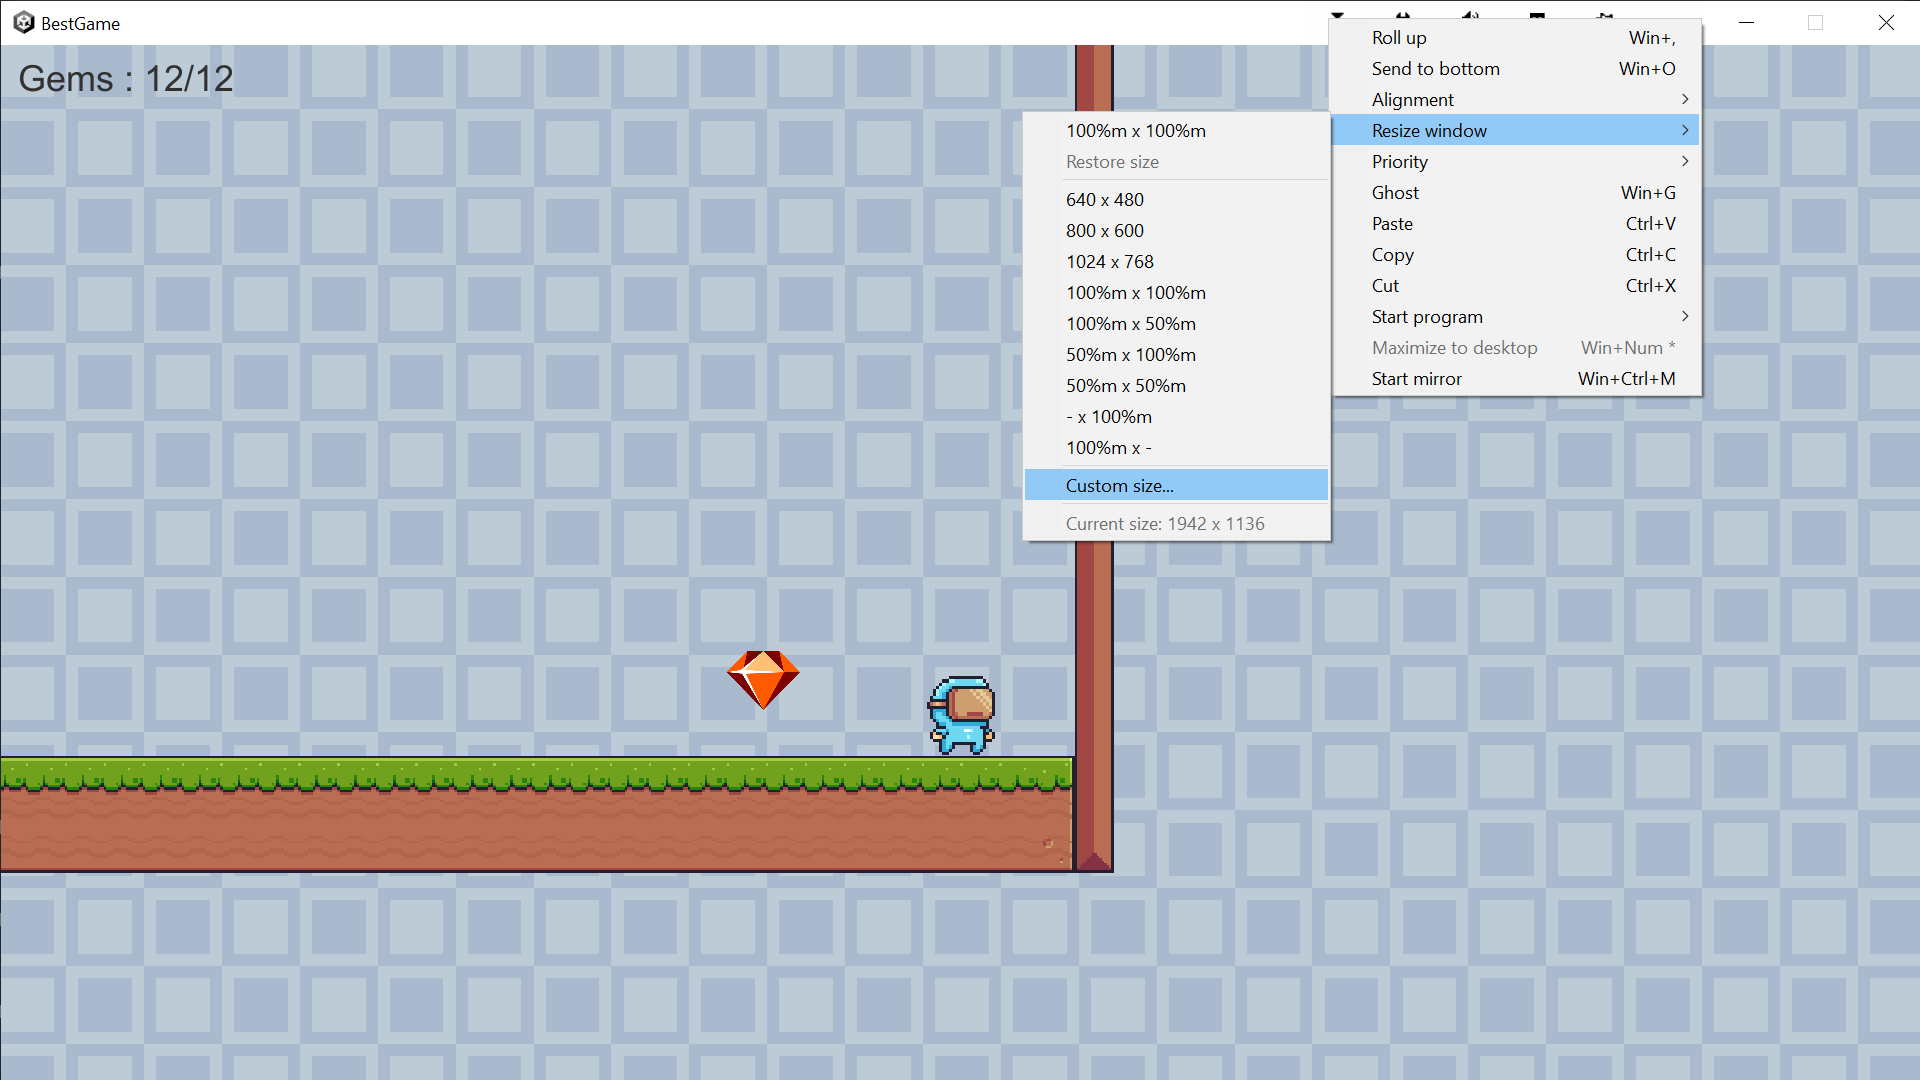 BestGame
Gems : 12/12
Roll up Win+,
Send to bottom Win+O
Alignment
Resize window
Priority
Ghost Win+G
Paste Ctrl+V
Copy Ctrl+C
Cut Ctrl+X
Start program
Maximize to desktop Win+Num *
Start mirror Win+Ctrl+M
100%m x 100%m
Restore size
640 x 480
800 x 600
1024 x 768
100%m x 100%m
100%m x 50%m
50%m x 100%m
50%m x 50%m
- x 100%m
100%m x -
Custom size...
Current size: 1942 x 1136